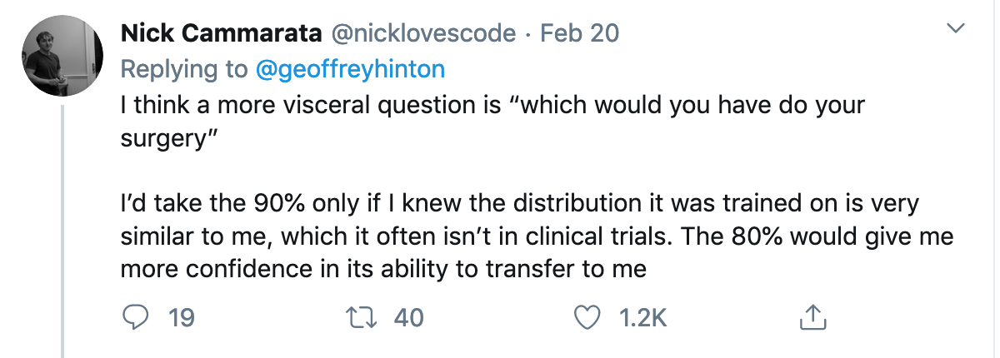 Nick Cammarata @nicklovescode · Feb 20
Replying to @geoffreyhinton
I think a more visceral question is “which would you have do your
surgery”
I’d take the 90% only if I knew the distribution it was trained on is very
similar to me, which it often isn’t in clinical trials. The 80% would give me
more confidence in its ability to transfer to me
19 40 1.2K